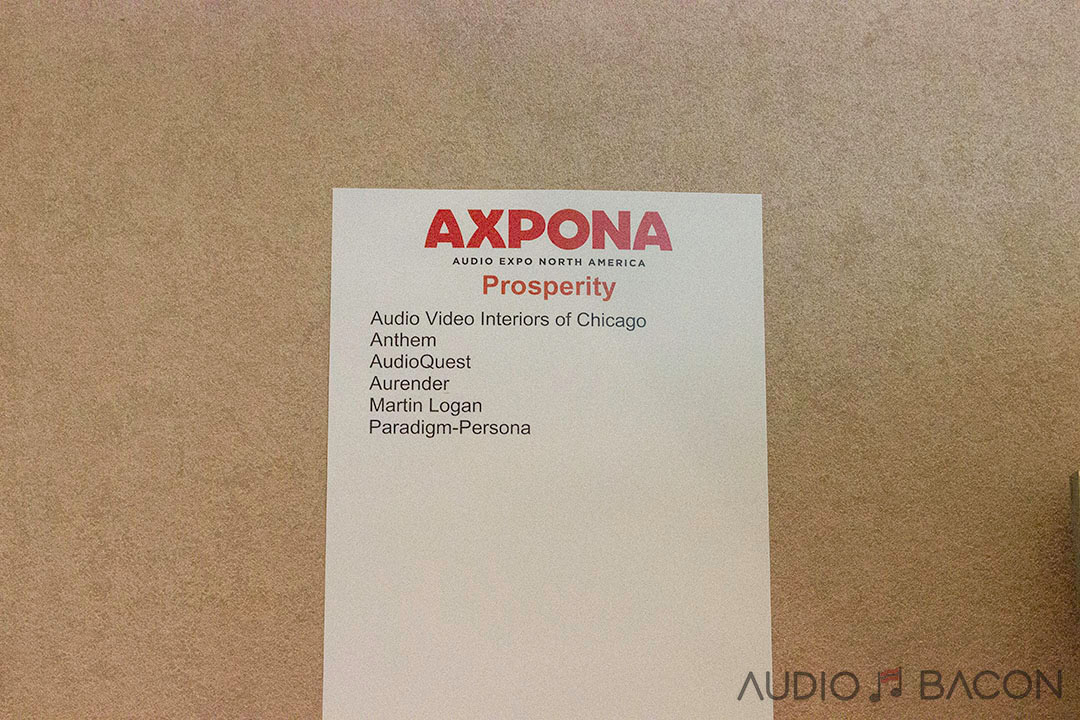 AXPONA
AUDIO EXPO NORTH AMERICA
Prosperity
Audio Video Interiors of Chicago
Anthem
AudioQuest
Aurender
Martin Logan
Paradigm-Persona
AUDIO BACON